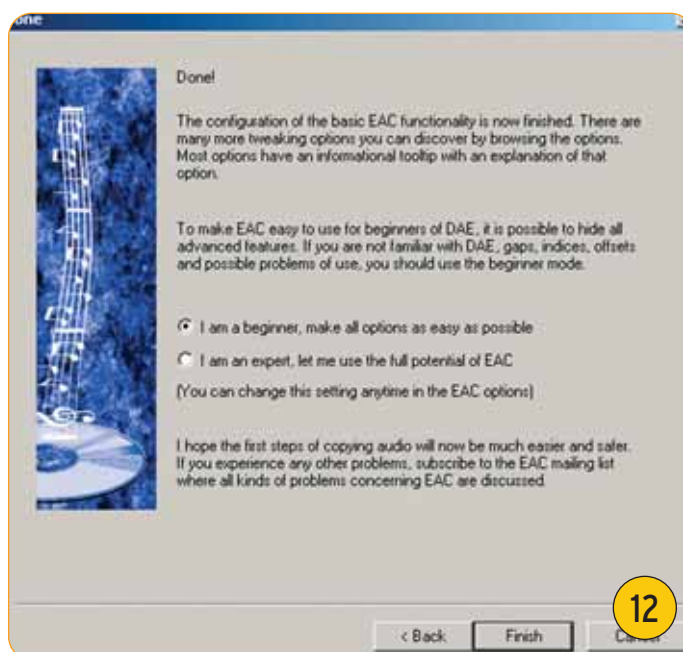 Done!
The configuration of the basic EAC functionality is now finished. There are
many more tweaking options you can discover by browsing the options.
Most options have an informational tooltip with an explanation of that
option.
To make EAC easy to use for beginners of DAE, it is possible to hide all
advanced features. If you are not familiar with DAE, gaps, indices, offsets
and possible problems of use, you should use the beginner mode.
I am a beginner, make all options as easy as possible
I am an expert, let me use the full potential of EAC
(You can change this setting anytime in the EAC options)
I hope the first steps of copying audio will now be much easier and safer.
If you experience any other problems, subscribe to the EAC mailing list
where all kinds of problems concerning EAC are discussed.
12
< Back
Finish